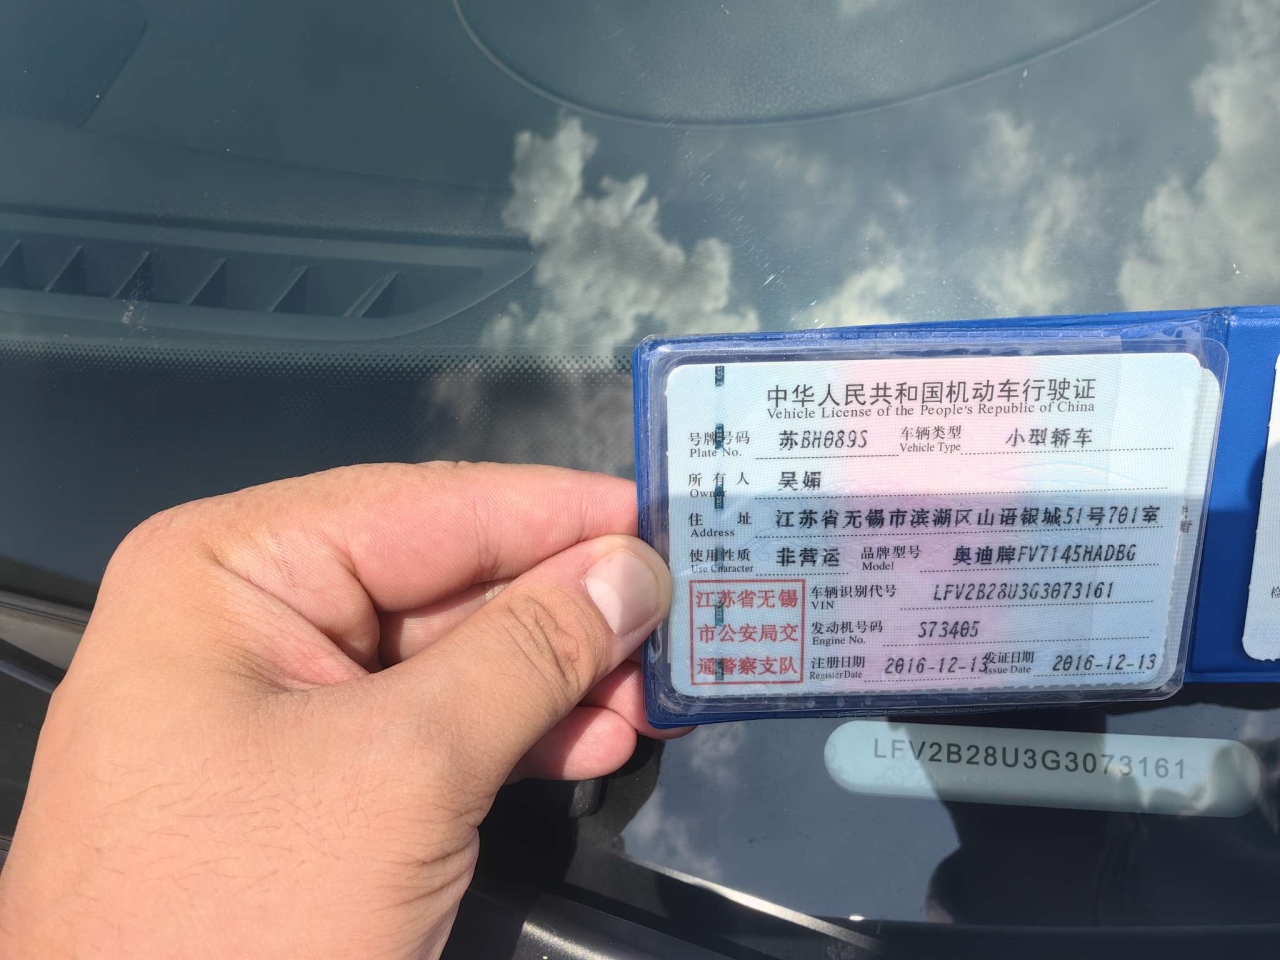 中华人民共和国机动车行驶证
Vehicle License of the People's Republic of China
号牌号码 苏BH089S 车辆类型 小型轿车
Plate No. Vehicle Type
所有人 吴媚
Owner
住址 江苏省无锡市滨湖区山语银城51号701室
Address
使用性质 非营运 品牌型号 奥迪牌FV7145HADBG
Use Character Model
江苏省无锡
市公安局交
通警察支队
车辆识别代号 LFV2B28U3G3073161
VIN
发动机号码 S73405
Engine No.
注册日期 2016-12-13 发证日期 2016-12-13
Register Date Issue Date
LFV2B28U3G3073161